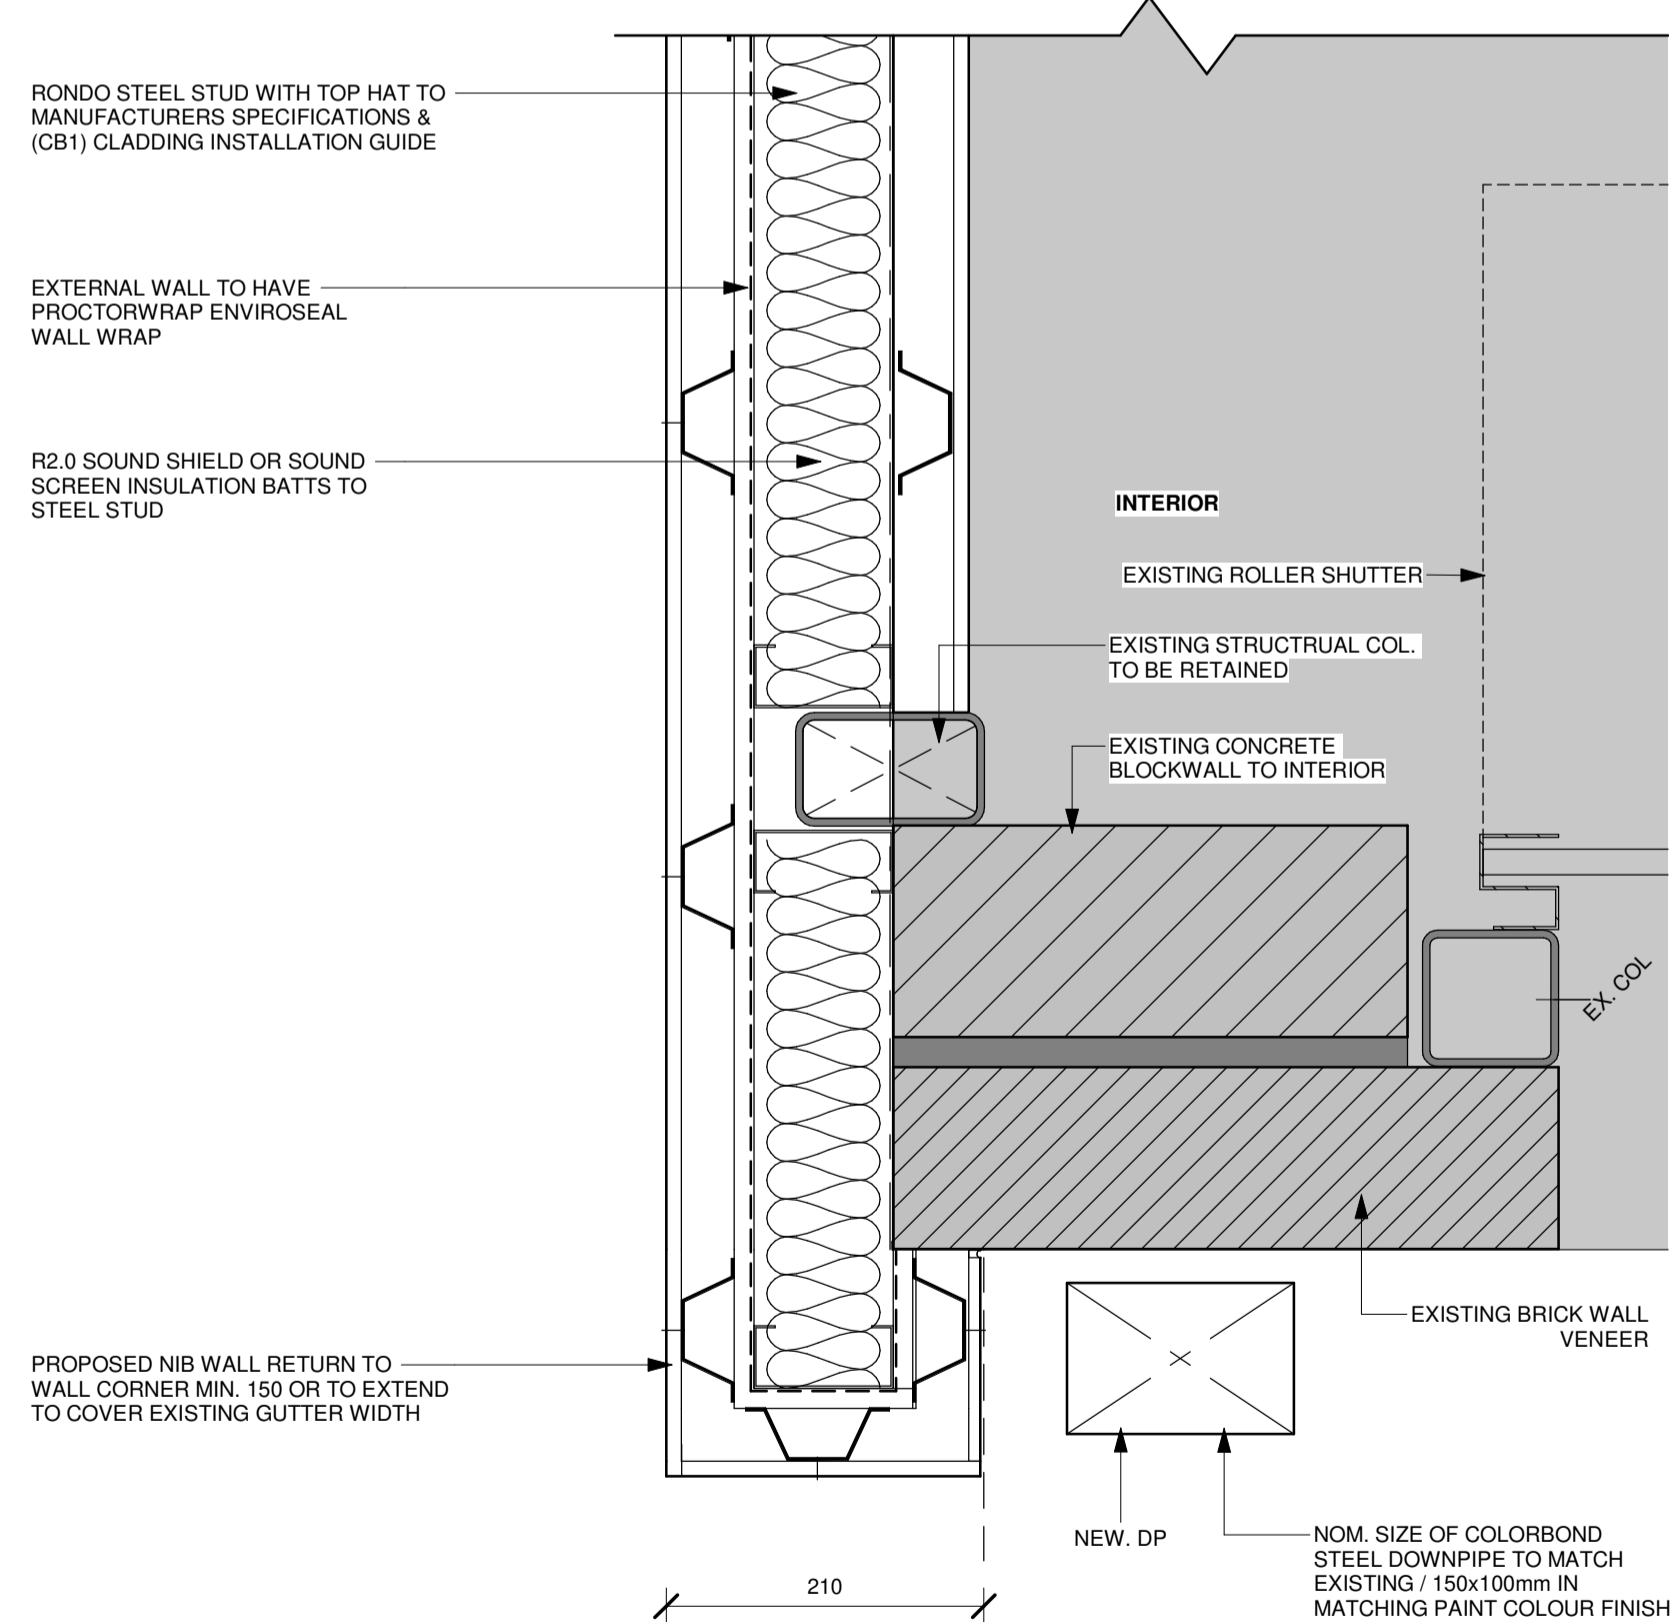 RONDO STEEL STUD WITH TOP HAT TO
MANUFACTURERS SPECIFICATIONS &
(CB1) CLADDING INSTALLATION GUIDE
EXTERNAL WALL TO HAVE
PROCTORWRAP ENVIROSEAL
WALL WRAP
R2.0 SOUND SHIELD OR SOUND
SCREEN INSULATION BATTS TO
STEEL STUD
INTERIOR
EXISTING ROLLER SHUTTER
EXISTING STRUCTRUAL COL.
TO BE RETAINED
EXISTING CONCRETE
BLOCKWALL TO INTERIOR
EX. COL
EXISTING BRICK WALL
VENEER
PROPOSED NIB WALL RETURN TO
WALL CORNER MIN. 150 OR TO EXTEND
TO COVER EXISTING GUTTER WIDTH
NEW. DP
NOM. SIZE OF COLORBOND
STEEL DOWNPIPE TO MATCH
EXISTING / 150x100mm IN
MATCHING PAINT COLOUR FINISH
210